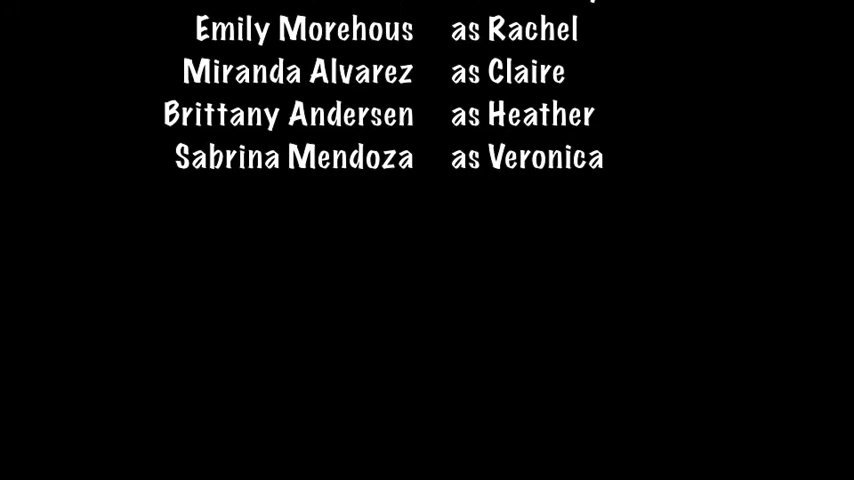 Emily Morehous as Rachel
Miranda Alvarez as Claire
Brittany Andersen as Heather
Sabrina Mendoza as Veronica